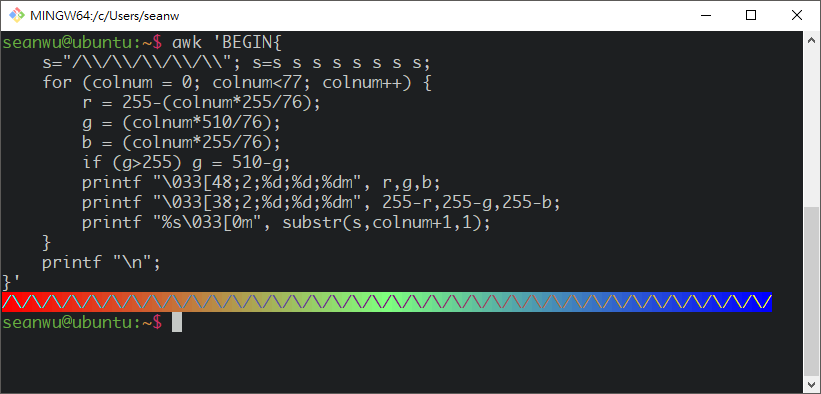 MINGW64:/c/Users/seanw
seanwu@ubuntu:~$ awk 'BEGIN{
    s="/\\/\\/\\/\\/\\"; s=s s s s s s s s;
    for (colnum = 0; colnum<77; colnum++) {
        r = 255-(colnum*255/76);
        g = (colnum*510/76);
        b = (colnum*255/76);
        if (g>255) g = 510-g;
        printf "\033[48;2;%d;%d;%dm", r,g,b;
        printf "\033[38;2;%d;%d;%dm", 255-r,255-g,255-b;
        printf "%s\033[0m", substr(s,colnum+1,1);
    }
    printf "\n";
}'
/\/\/\/\/\/\/\/\/\/\/\/\/\/\/\/\/\/\/\/\/\/\/\/\/\/\/\/\/\/\/\/\/\/\/\/\/\/\/
seanwu@ubuntu:~$